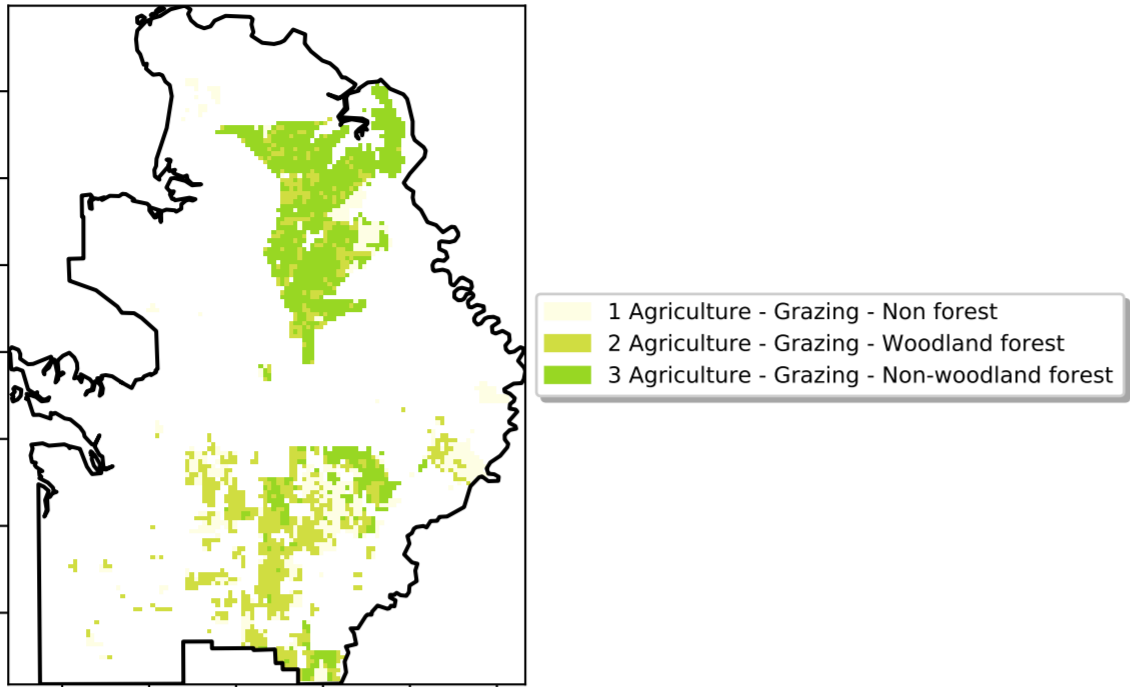 1 Agriculture - Grazing - Non forest
2 Agriculture - Grazing - Woodland forest
3 Agriculture - Grazing - Non-woodland forest